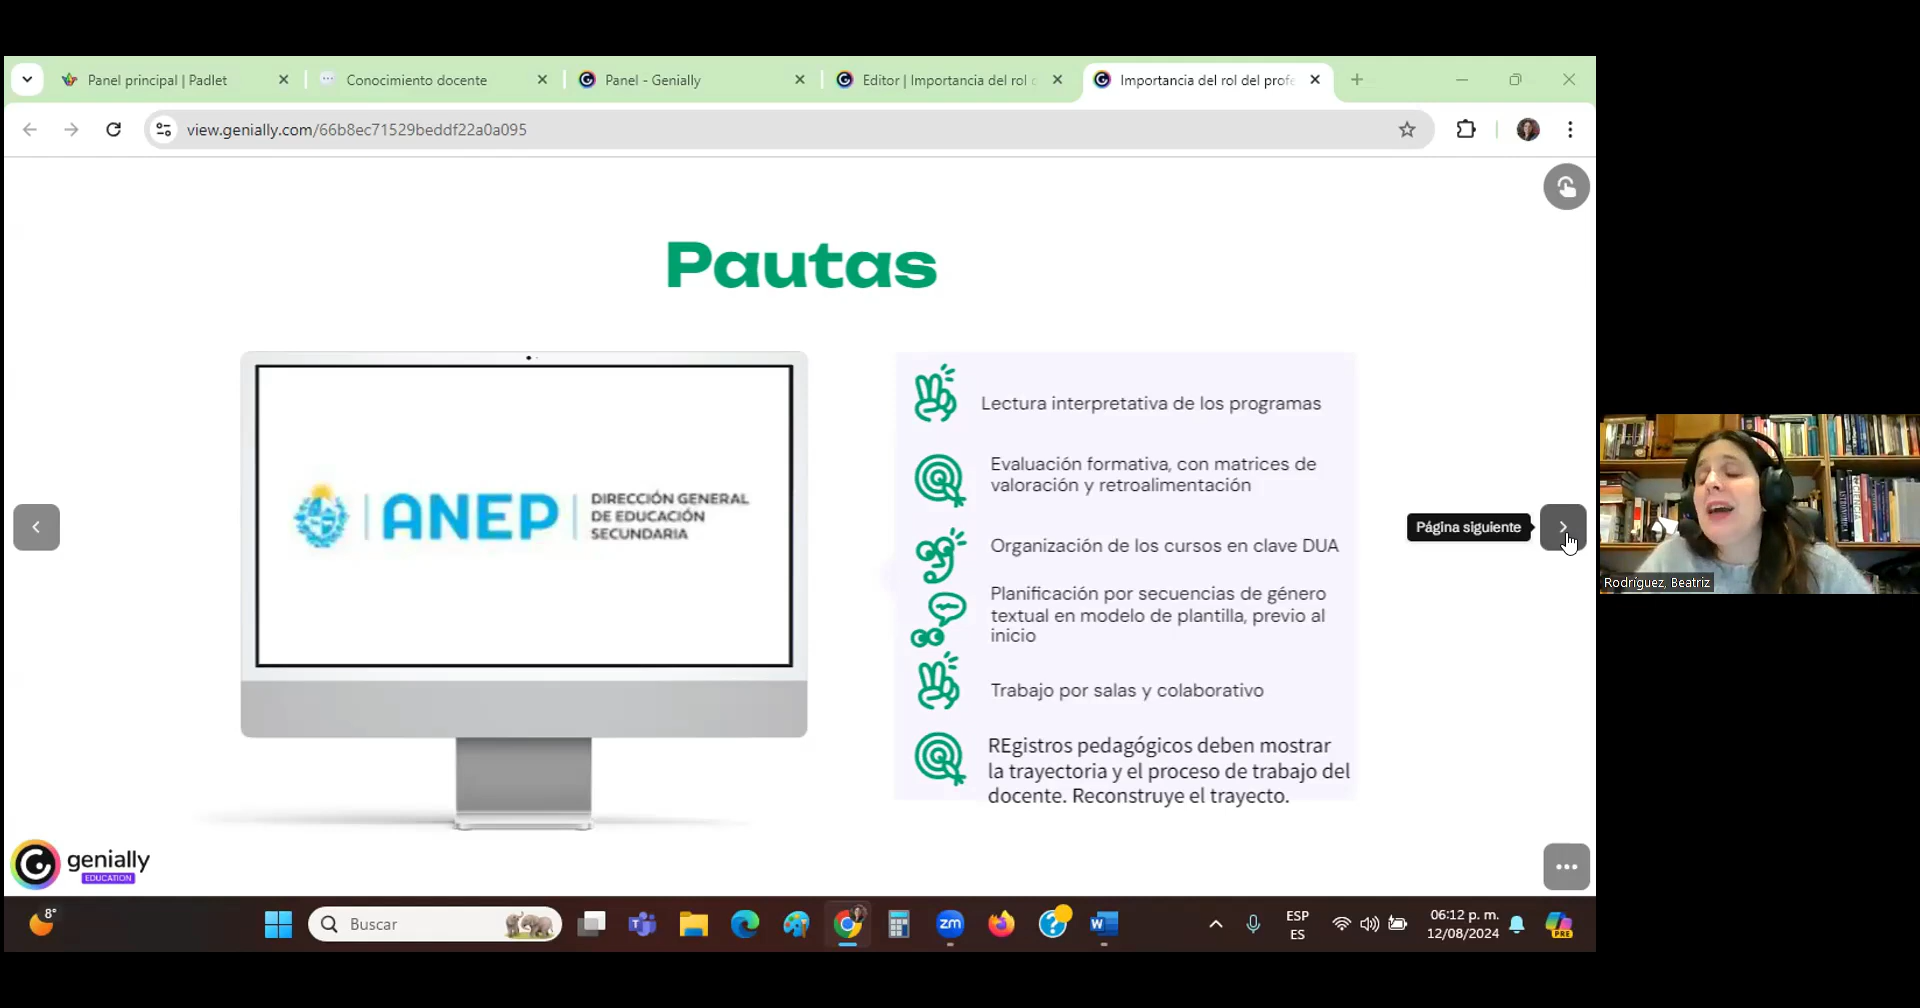 Panel principal | Padlet
Conocimiento docente
Panel - Genially
Editor | Importancia del rol
Importancia del rol del profe
view.genially.com/66b8ec71529beddf22a0a095
Pautas
ANEP
DIRECCIÓN GENERAL
DE EDUCACIÓN
SECUNDARIA
Lectura interpretativa de los programas
Evaluación formativa, con matrices de
valoración y retroalimentación
Organización de los cursos en clave DUA
Planificación por secuencias de género
textual en modelo de plantilla, previo al
inicio
Trabajo por salas y colaborativo
REgistros pedagógicos deben mostrar
la trayectoria y el proceso de trabajo del
docente. Reconstruye el trayecto.
Página siguiente
Rodríguez, Beatriz
genially
EDUCATION
8°
Buscar
zm
W
ESP
ES
06:12 p. m.
12/08/2024
PRE